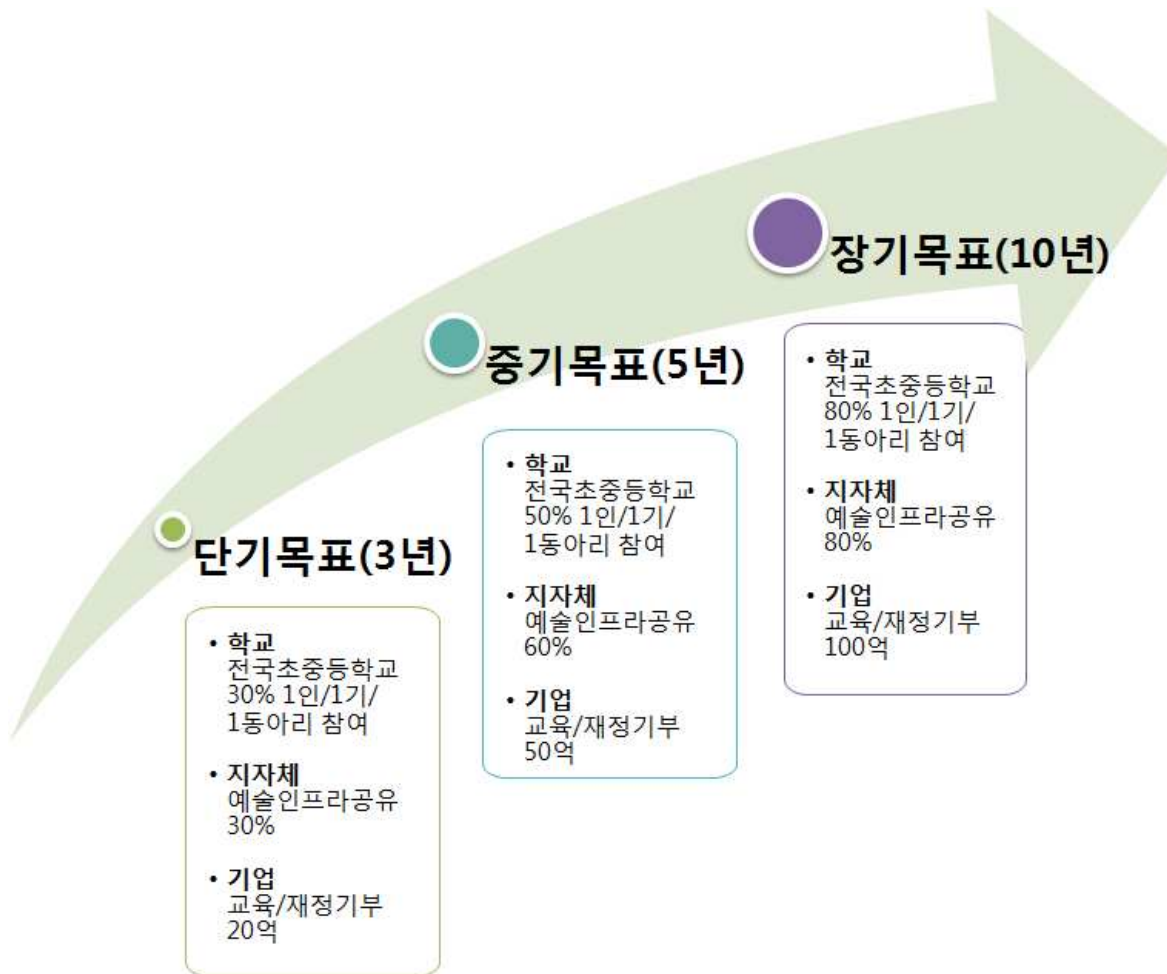 단기목표(3년)
• 학교
전국초중등학교
30% 1인/1기/
1동아리 참여
• 지자체
예술인프라공유
30%
• 기업
교육/재정기부
20억
중기목표(5년)
• 학교
전국초중등학교
50% 1인/1기/
1동아리 참여
• 지자체
예술인프라공유
60%
• 기업
교육/재정기부
50억
장기목표(10년)
• 학교
전국초중등학교
80% 1인/1기/
1동아리 참여
• 지자체
예술인프라공유
80%
• 기업
교육/재정기부
100억